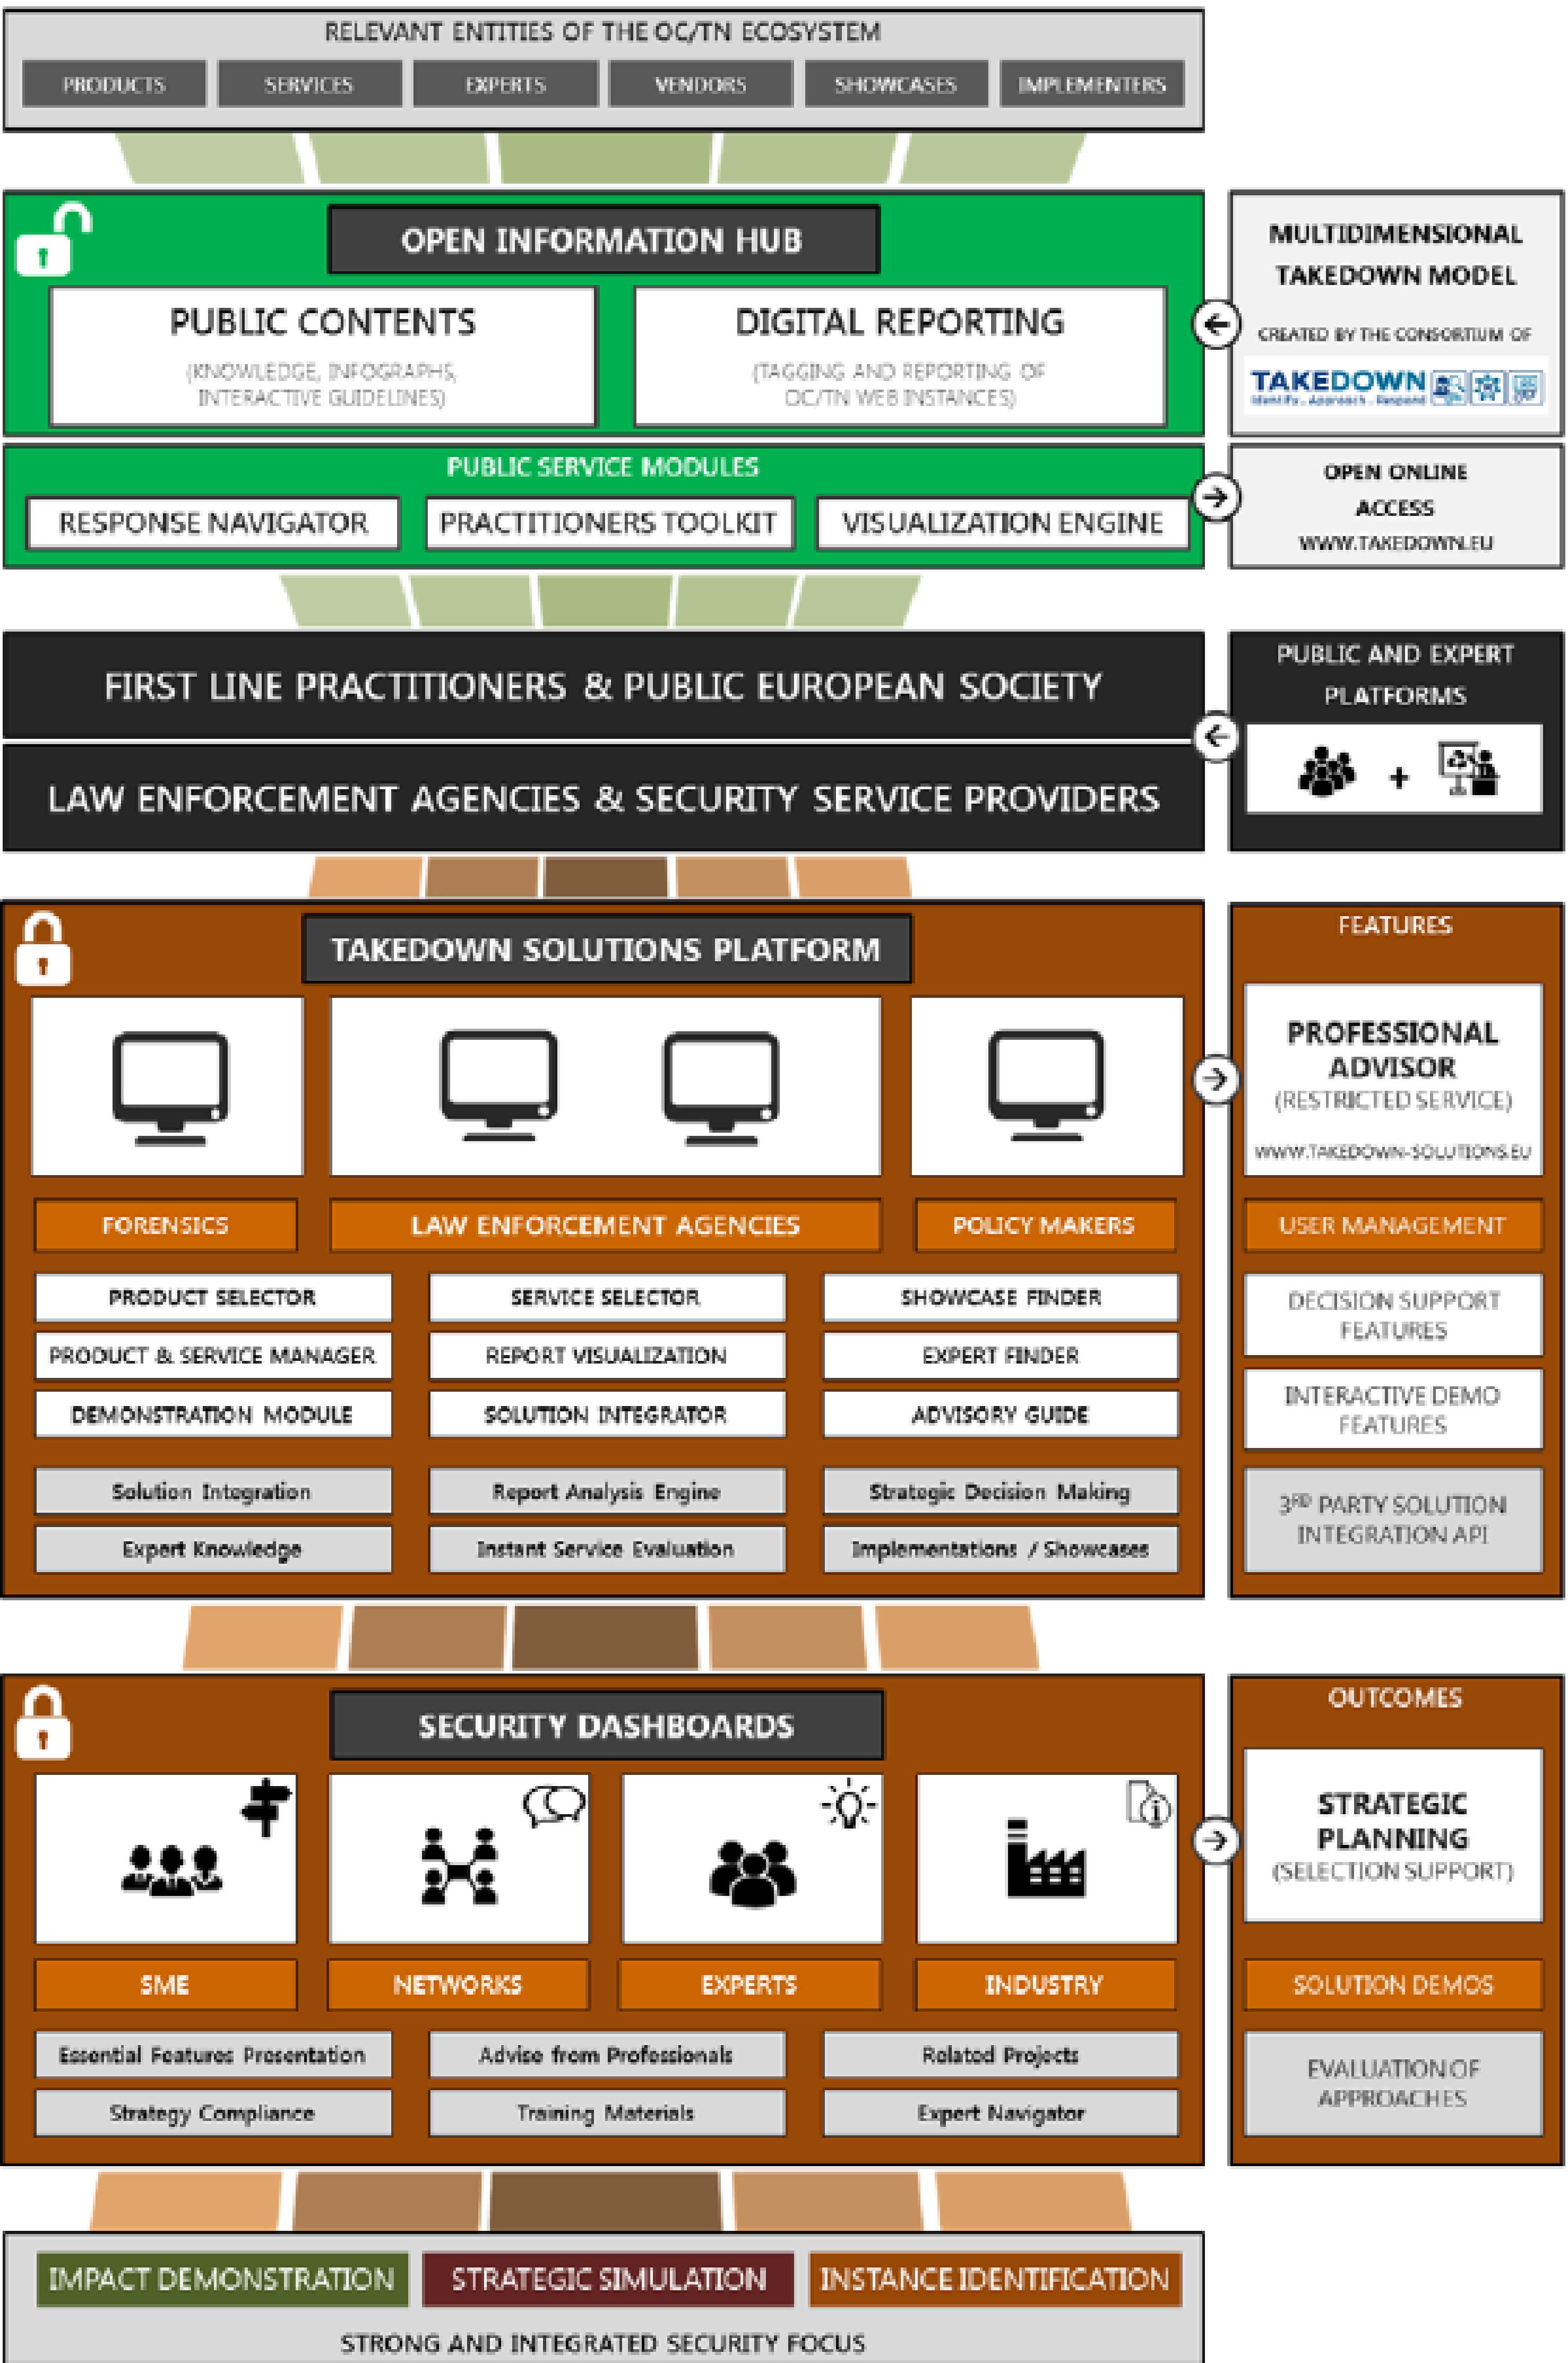 RELEVANT ENTITIES OF THE OC/TN ECOSYSTEM
PRODUCTS
SERVICES
EXPERTS
VENDORS
SHOWCASES
IMPLEMENTERS
OPEN INFORMATION HUB
PUBLIC CONTENTS
(KNOWLEDGE, INFOGRAPHS,
INTERACTIVE GUIDELINES)
DIGITAL REPORTING
(TAGGING AND REPORTING OF
OC/TN WEB INSTANCES)
MULTIDIMENSIONAL
TAKEDOWN MODEL
CREATED BY THE CONSORTIUM OF
TAKEDOWN
Identify . Approach . Respond
PUBLIC SERVICE MODULES
RESPONSE NAVIGATOR
PRACTITIONERS TOOLKIT
VISUALIZATION ENGINE
OPEN ONLINE
ACCESS
WWW.TAKEDOWN.EU
FIRST LINE PRACTITIONERS & PUBLIC EUROPEAN SOCIETY
LAW ENFORCEMENT AGENCIES & SECURITY SERVICE PROVIDERS
PUBLIC AND EXPERT
PLATFORMS
+
TAKEDOWN SOLUTIONS PLATFORM
FORENSICS
LAW ENFORCEMENT AGENCIES
POLICY MAKERS
PRODUCT SELECTOR
SERVICE SELECTOR
SHOWCASE FINDER
PRODUCT & SERVICE MANAGER
REPORT VISUALIZATION
EXPERT FINDER
DEMONSTRATION MODULE
SOLUTION INTEGRATOR
ADVISORY GUIDE
Solution Integration
Report Analysis Engine
Strategic Decision Making
Expert Knowledge
Instant Service Evaluation
Implementations / Showcases
FEATURES
PROFESSIONAL
ADVISOR
(RESTRICTED SERVICE)
WWW.TAKEDOWN-SOLUTIONS.EU
USER MANAGEMENT
DECISION SUPPORT
FEATURES
INTERACTIVE DEMO
FEATURES
3RD PARTY SOLUTION
INTEGRATION API
SECURITY DASHBOARDS
SME
NETWORKS
EXPERTS
INDUSTRY
Essential Features Presentation
Advise from Professionals
Related Projects
Strategy Compliance
Training Materials
Expert Navigator
OUTCOMES
STRATEGIC
PLANNING
(SELECTION SUPPORT)
SOLUTION DEMOS
EVALUATION OF
APPROACHES
IMPACT DEMONSTRATION
STRATEGIC SIMULATION
INSTANCE IDENTIFICATION
STRONG AND INTEGRATED SECURITY FOCUS